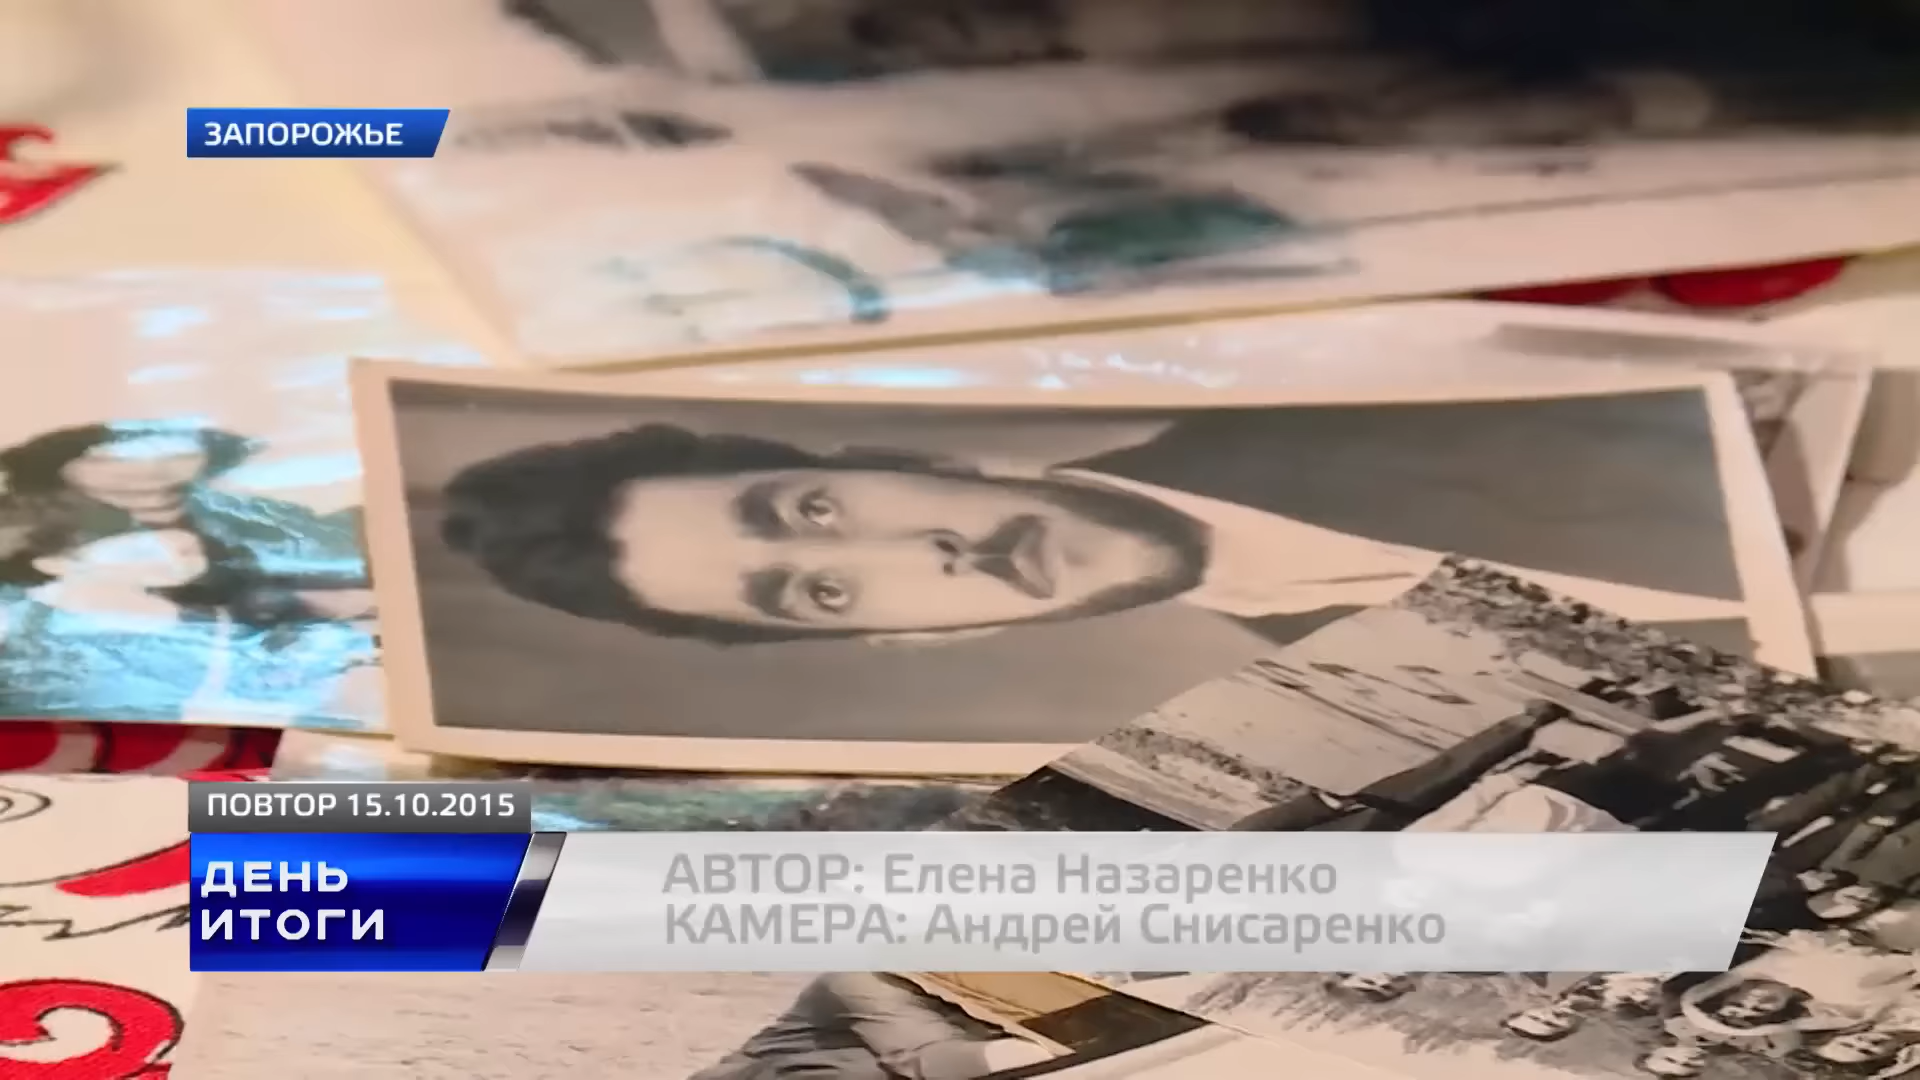 ЗАПОРОЖЬЕ
ПОВТОР 15.10.2015
ДЕНЬ
ИТОГИ
АВТОР: Елена Назаренко
КАМЕРА: Андрей Снисаренко